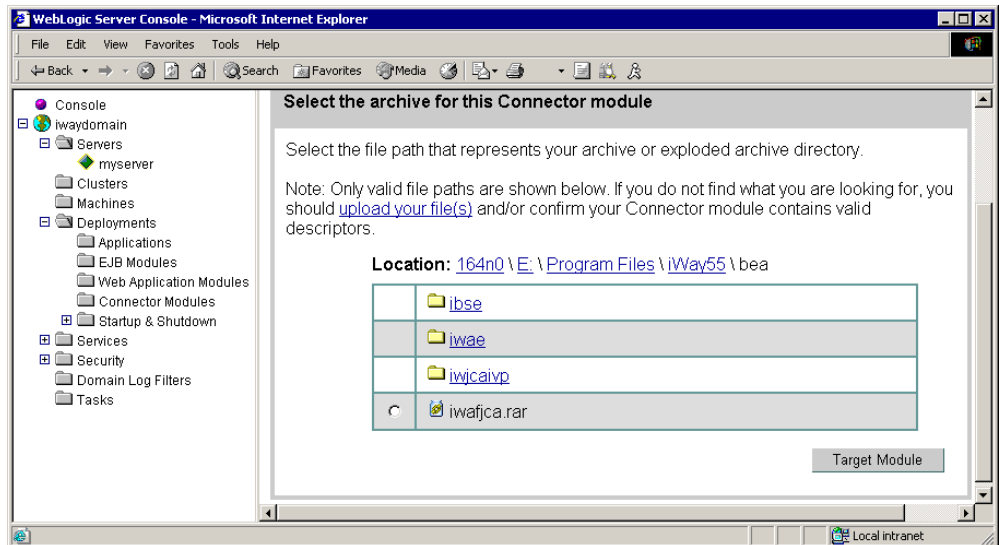 WebLogic Server Console - Microsoft Internet Explorer
File Edit View Favorites Tools Help
Back Search Favorites Media
Console
iwaydomain
Servers
myserver
Clusters
Machines
Deployments
Applications
EJB Modules
Web Application Modules
Connector Modules
Startup & Shutdown
Services
Security
Domain Log Filters
Tasks
Select the archive for this Connector module
Select the file path that represents your archive or exploded archive directory.
Note: Only valid file paths are shown below. If you do not find what you are looking for, you
should upload your file(s) and/or confirm your Connector module contains valid
descriptors.
Location: 164n0 \ E: \ Program Files \ iWay55 \ bea
ibse
iwae
iwjcaivp
iwafjca.rar
Target Module
Local intranet